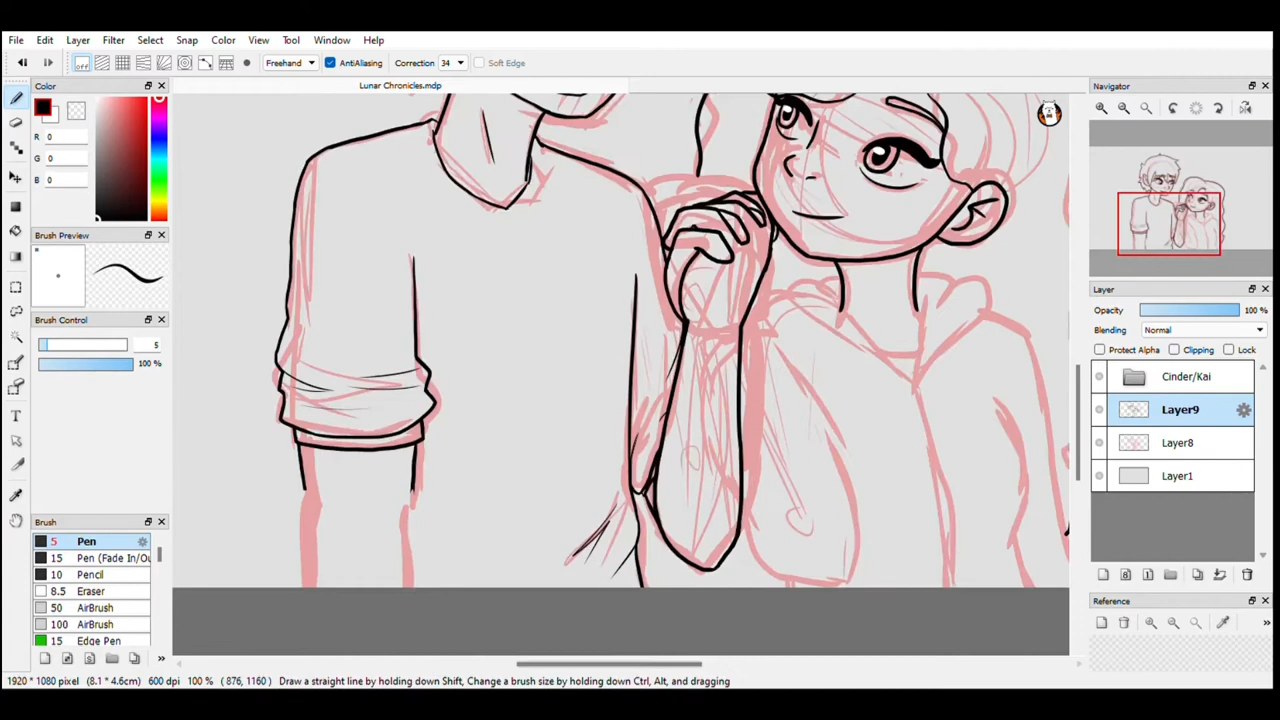 File Edit Layer Filter Select Snap Color View Tool Window Help
off Freehand AntiAliasing Correction 34 Soft Edge
Color
Lunar Chronicles.mdp
Navigator
R 0
G 0
B 0
Brush Preview
Layer
Opacity 100 %
Brush Control
Blending Normal
5
Protect Alpha Clipping Lock
100 %
Cinder/Kai
Layer9
Layer8
Layer1
Brush
5 Pen
15 Pen (Fade In/Ou
10 Pencil
8.5 Eraser
50 AirBrush
100 AirBrush
15 Edge Pen
8 1
Reference
1920 * 1080 pixel (8.1 * 4.6cm) 600 dpi 100 % ( 876, 1160 ) Draw a straight line by holding down Shift, Change a brush size by holding down Ctrl, Alt, and dragging